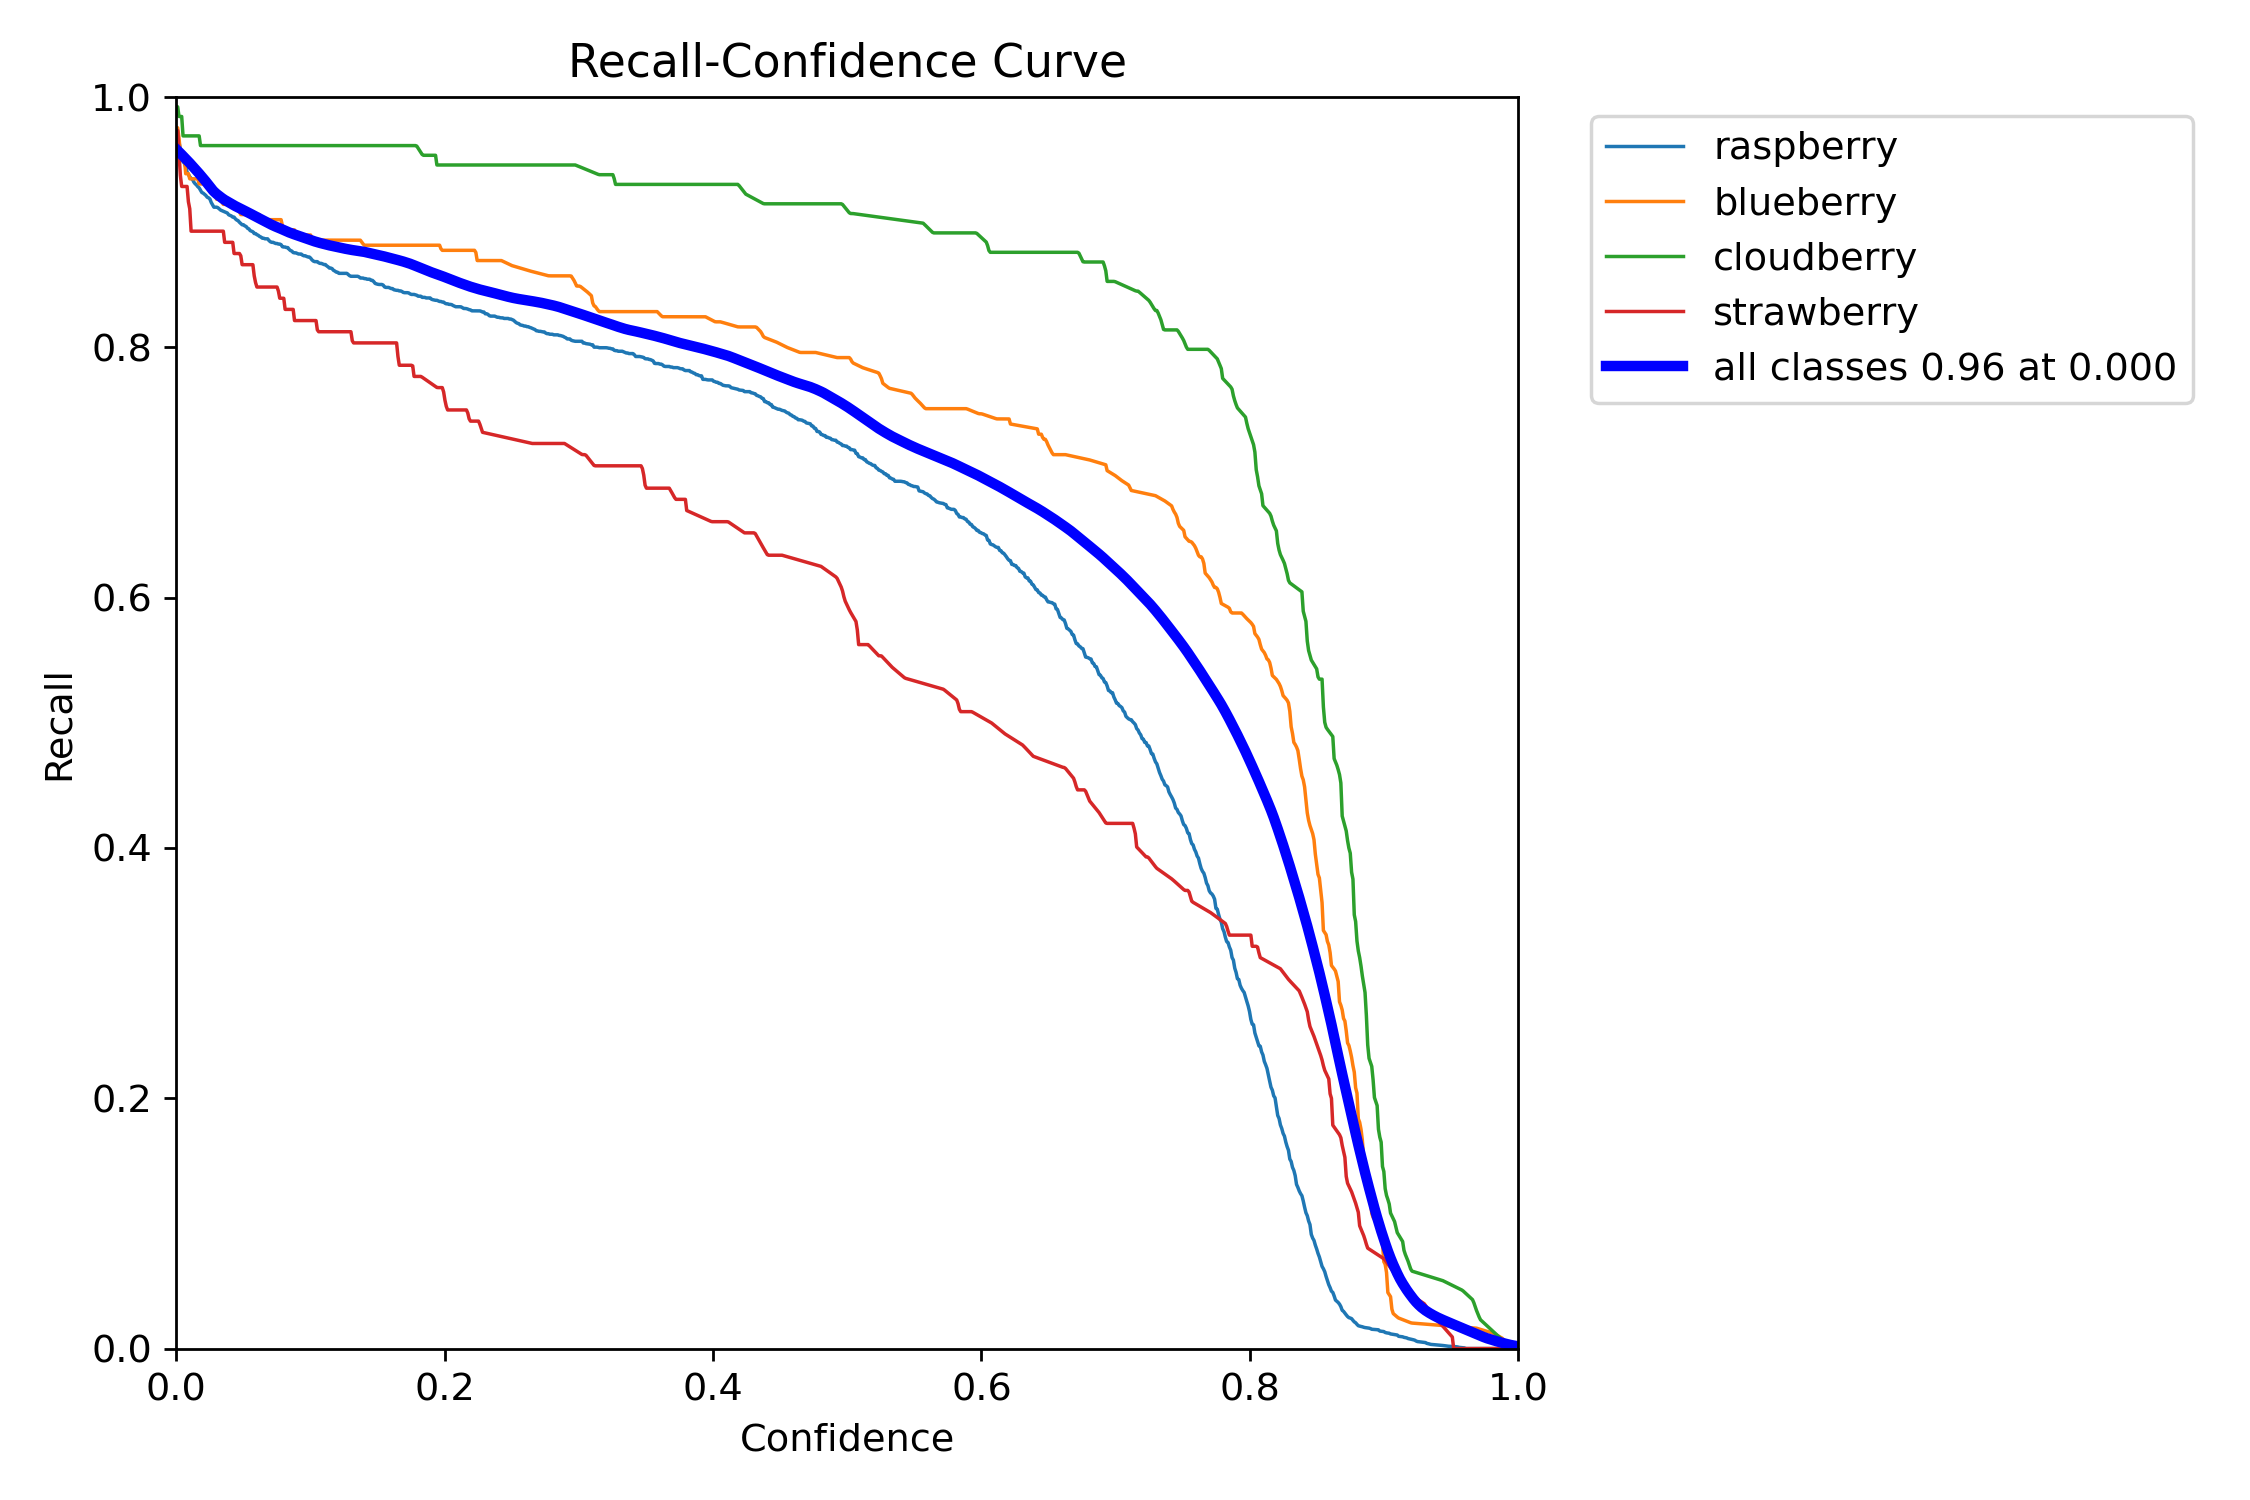 Recall-Confidence Curve
1.0
0.8
0.6
0.4
0.2
0.0
Recall
0.0 0.2 0.4 0.6 0.8 1.0
Confidence
raspberry
blueberry
cloudberry
strawberry
all classes 0.96 at 0.000